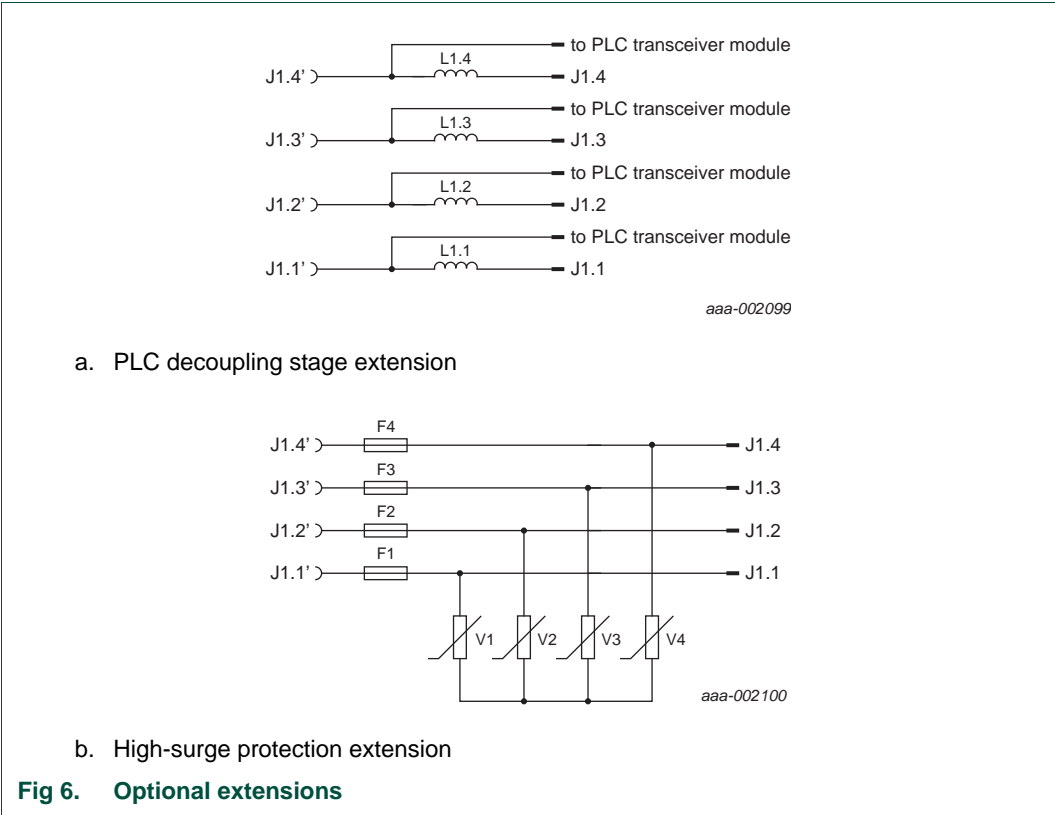 to PLC transceiver module
L1.4
J1.4'
J1.4
to PLC transceiver module
L1.3
J1.3'
J1.3
to PLC transceiver module
L1.2
J1.2'
J1.2
to PLC transceiver module
L1.1
J1.1'
J1.1
aaa-002099
a. PLC decoupling stage extension
F4
J1.4'
J1.4
F3
J1.3'
J1.3
F2
J1.2'
J1.2
F1
J1.1'
J1.1
V1
V2
V3
V4
aaa-002100
b. High-surge protection extension
Fig 6. Optional extensions